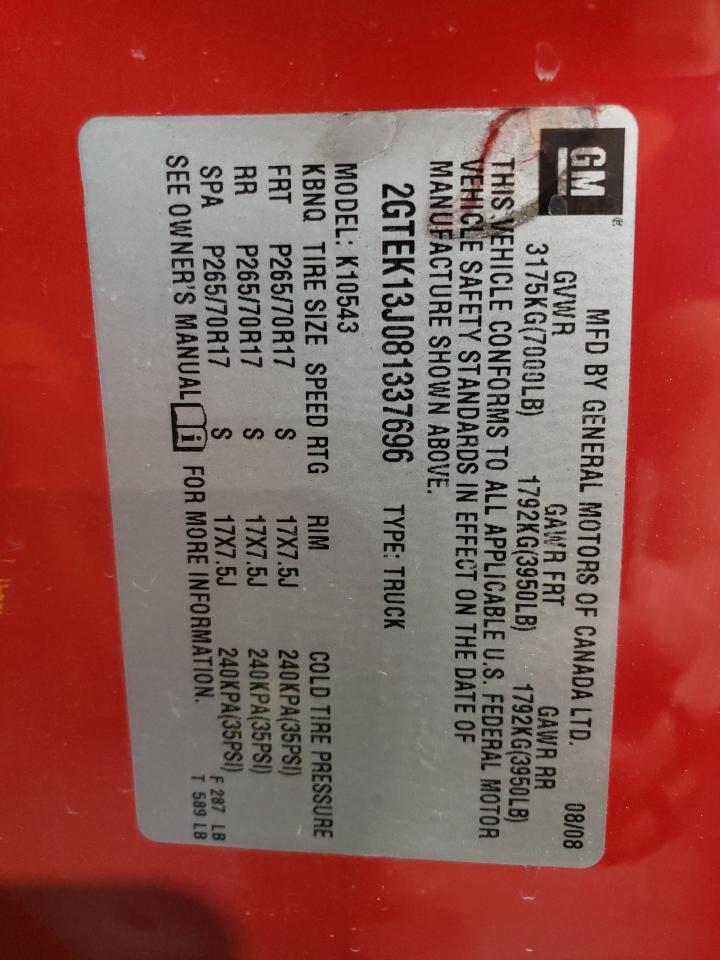 GM®
MFD BY GENERAL MOTORS OF CANADA LTD. 08/08
GVWR GAWR FRT GAWR RR
3175KG(7000LB) 1792KG(3950LB) 1792KG(3950LB)
THIS VEHICLE CONFORMS TO ALL APPLICABLE U.S. FEDERAL MOTOR
VEHICLE SAFETY STANDARDS IN EFFECT ON THE DATE OF
MANUFACTURE SHOWN ABOVE.
2GTEK13J081337696 TYPE: TRUCK
MODEL: K10543
KBNQ TIRE SIZE SPEED RTG RIM COLD TIRE PRESSURE
FRT P265/70R17 S 17X7.5J 240KPA(35PSI)
RR P265/70R17 S 17X7.5J 240KPA(35PSI)
SPA P265/70R17 S 17X7.5J 240KPA(35PSI) F 287 LB
SEE OWNER'S MANUAL i FOR MORE INFORMATION. T 589 LB